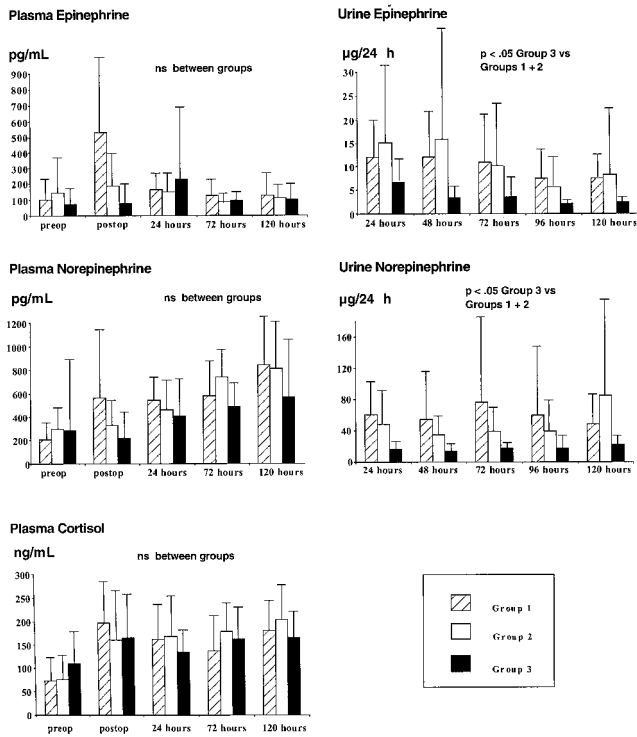 Plasma Epinephrine
pg/mL
ns between groups
900
800
700
600
500
400
300
200
100
0
preop postop 24 hours 72 hours 120 hours
Urine Epinephrine
µg/24 h
p < .05 Group 3 vs
Groups 1 + 2
30
25
20
15
10
5
0
24 hours 48 hours 72 hours 96 hours 120 hours
Plasma Norepinephrine
pg/mL
ns between groups
1200
1000
800
600
400
200
0
preop postop 24 hours 72 hours 120 hours
Urine Norepinephrine
µg/24 h
p < .05 Group 3 vs
Groups 1 + 2
160
120
80
40
0
24 hours 48 hours 72 hours 96 hours 120 hours
Plasma Cortisol
ng/mL
ns between groups
300
250
200
150
100
50
0
preop postop 24 hours 72 hours 120 hours
Group 1
Group 2
Group 3